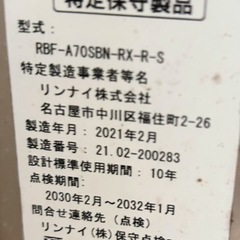 特定保守製品
型式：
RBF-A70SBN-RX-R-S
特定製造事業者等名
リンナイ株式会社
名古屋市中川区福住町2-26
製造年月：2021年2月
製造番号：21.02-200283
設計標準使用期間：10年
点検期間：
2030年2月～2032年1月
問合せ連絡先（点検）
リンナイ(株)保守点検